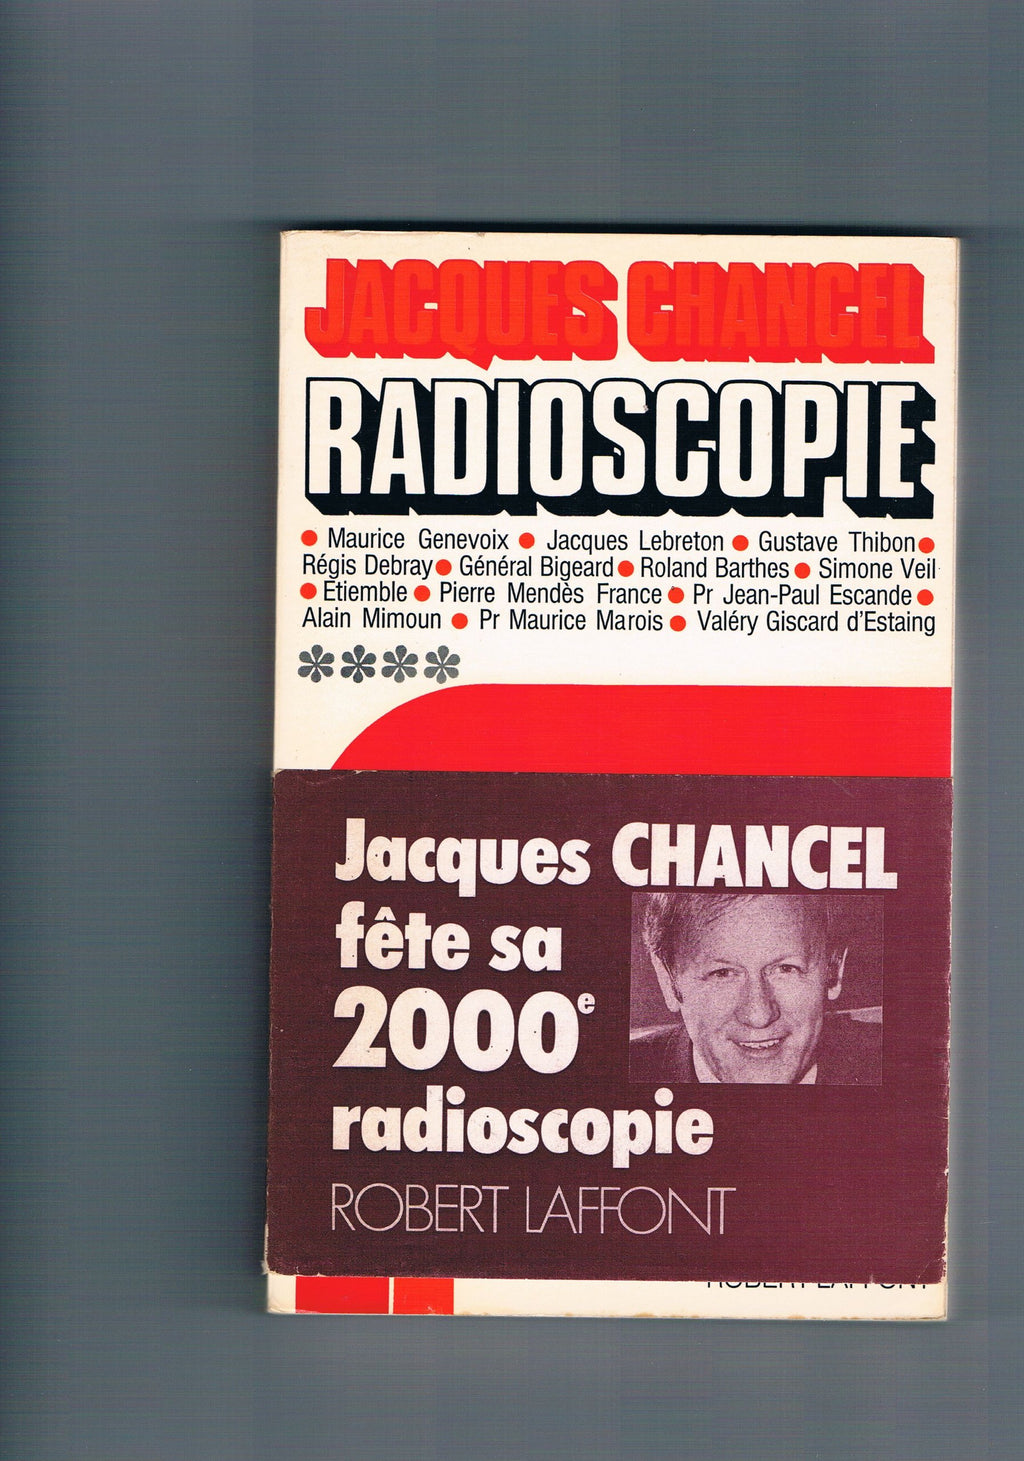 JACQUES CHANCEL
RADIOSCOPIE
● Maurice Genevoix ● Jacques Lebreton ● Gustave Thibon ●
Régis Debray ● Général Bigeard ● Roland Barthes ● Simone Veil
● Etiemble ● Pierre Mendès France ● Pr Jean-Paul Escande ●
Alain Mimoun ● Pr Maurice Marois ● Valéry Giscard d'Estaing
****
Jacques CHANCEL
fête sa
2000e
radioscopie
ROBERT LAFFONT
ROBERT LAFFONT